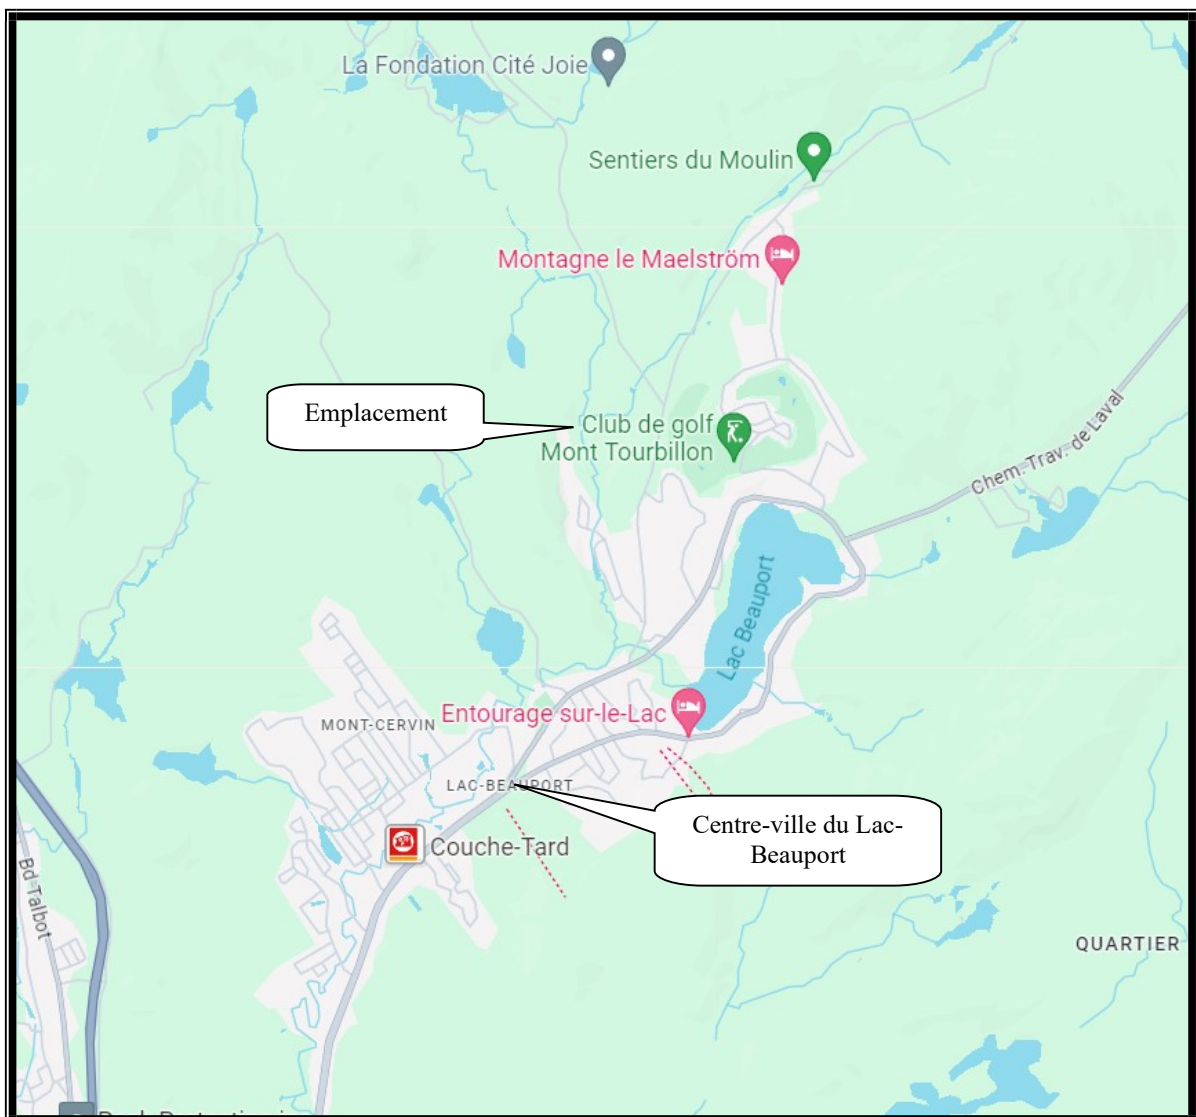 La Fondation Cité Joie
Sentiers du Moulin
Montagne le Maelström
Emplacement
Club de golf
Mont Tourbillon
Chem. Trav. de Laval
Lac Beauport
Entourage sur-le-Lac
MONT-CERVIN
LAC-BEAUPORT
Centre-ville du Lac-
Beauport
Couche-Tard
Bd Talbot
QUARTIER